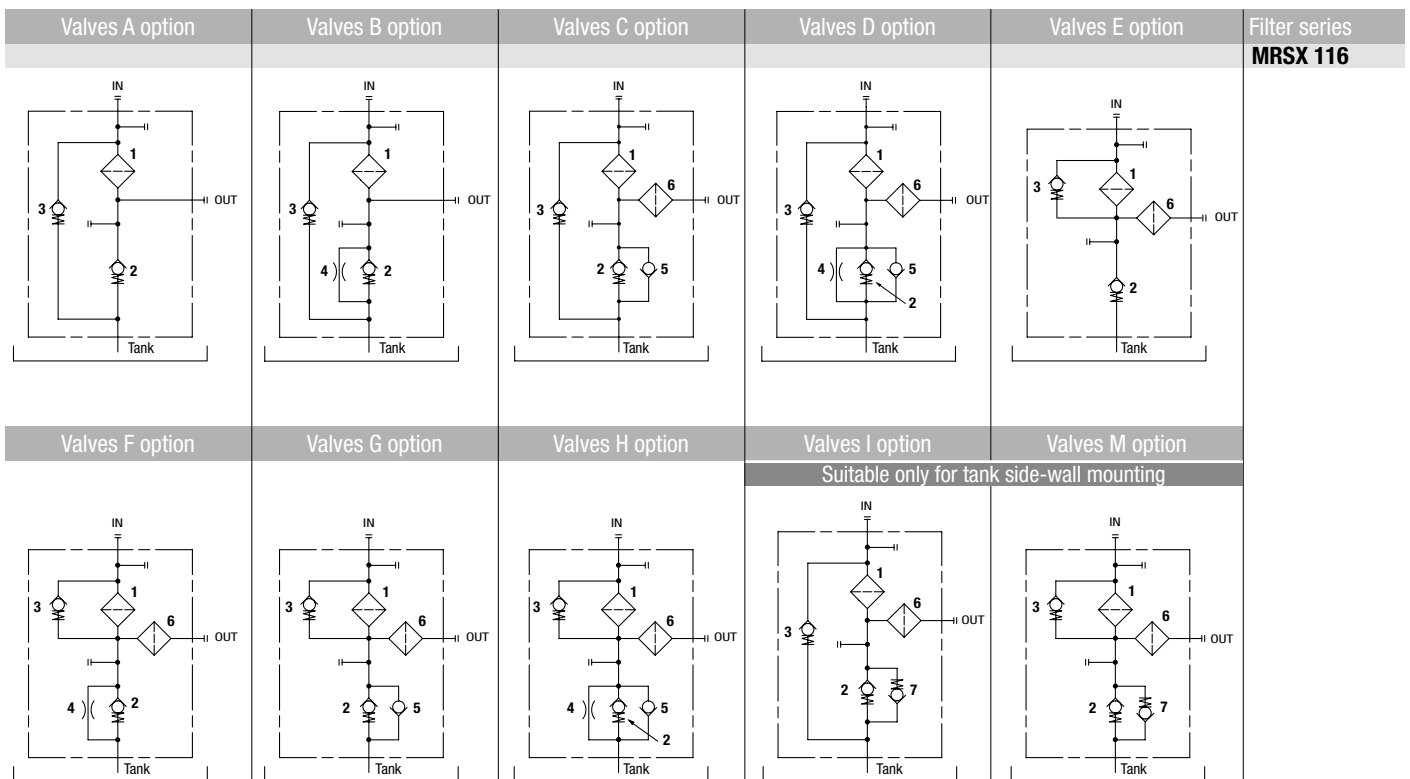 Valves A option
Valves B option
Valves C option
Valves D option
Valves E option
Filter series
MRSX 116
IN
1
3
OUT
2
Tank
IN
1
3
OUT
4
2
Tank
IN
1
6
3
OUT
2
5
Tank
IN
1
6
3
OUT
4
5
2
Tank
IN
3
1
6
OUT
2
Tank
Valves F option
Valves G option
Valves H option
Valves I option
Valves M option
Suitable only for tank side-wall mounting
IN
3
1
6
OUT
4
2
Tank
IN
3
1
6
OUT
2
5
Tank
IN
3
1
6
OUT
4
5
2
Tank
IN
1
6
3
OUT
2
7
Tank
IN
3
1
6
OUT
2
7
Tank